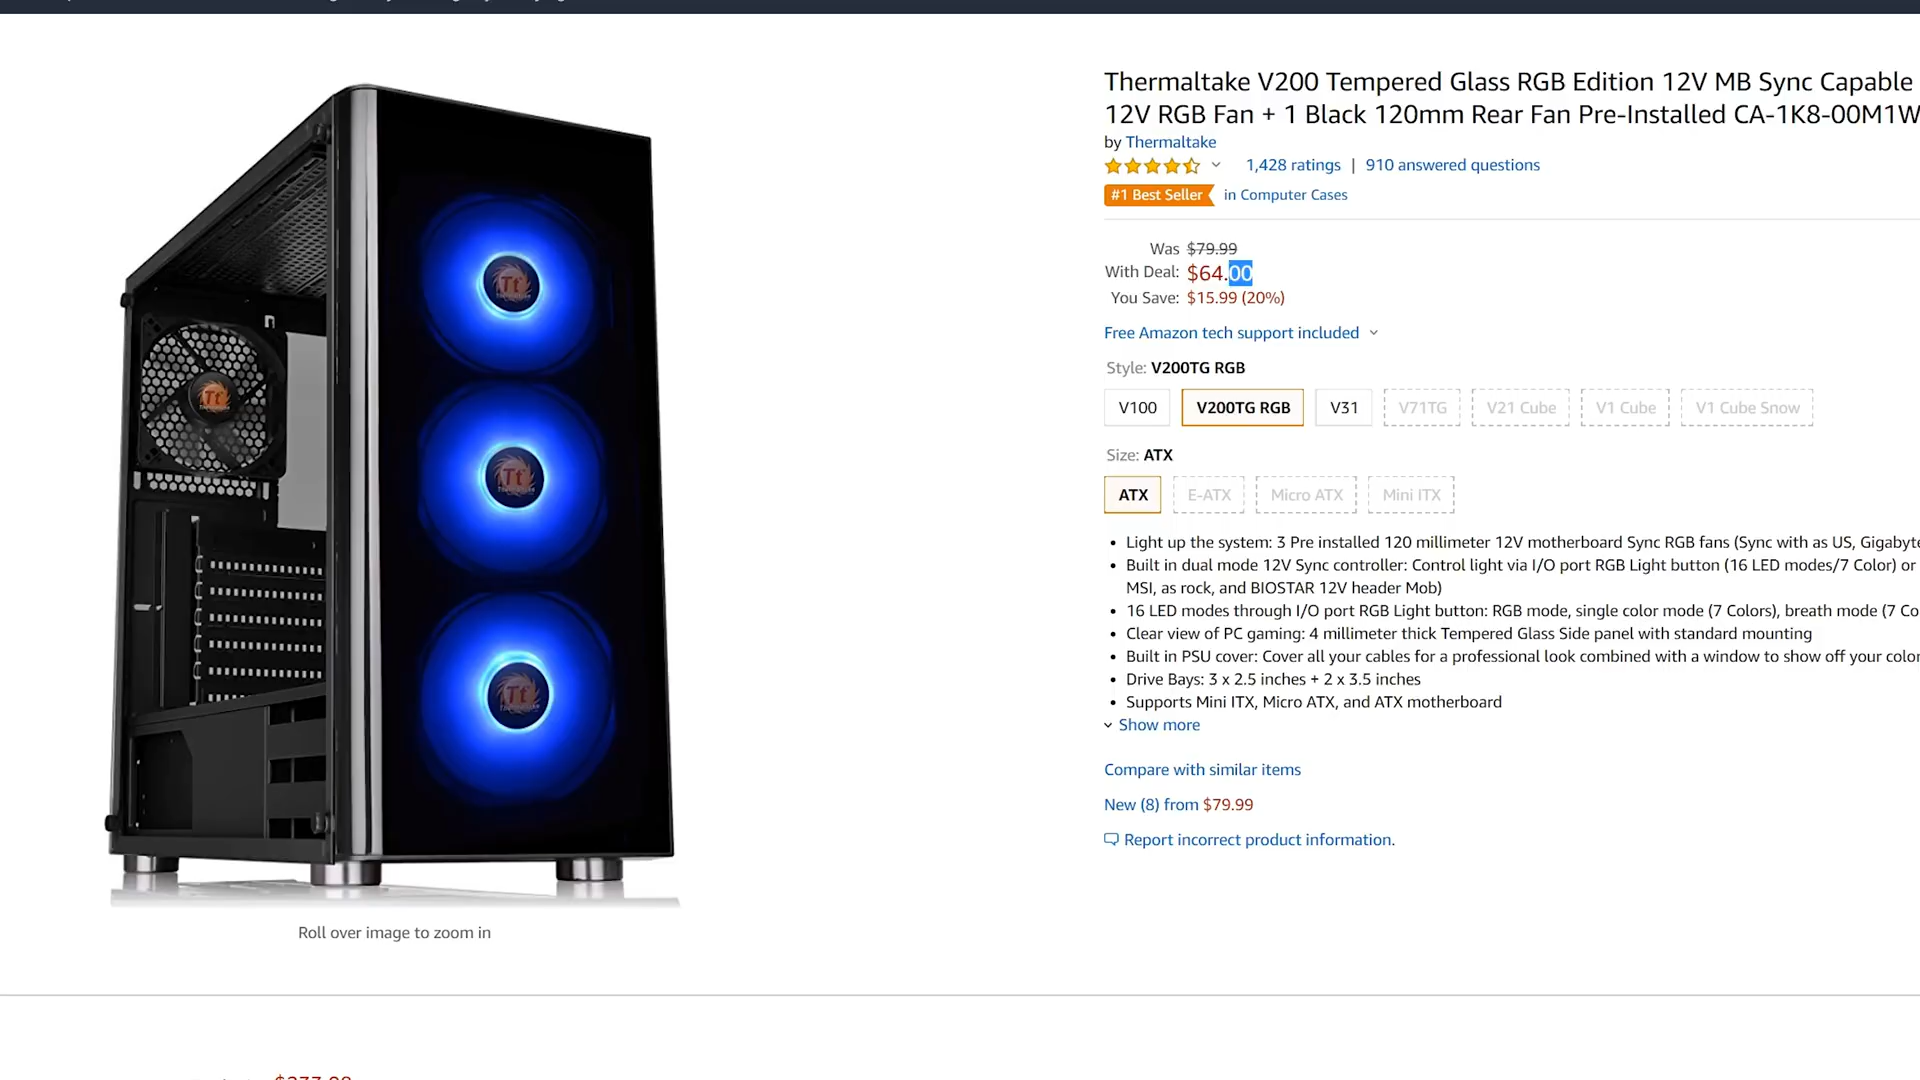 Thermaltake V200 Tempered Glass RGB Edition 12V MB Sync Capable
12V RGB Fan + 1 Black 120mm Rear Fan Pre-Installed CA-1K8-00M1W
by Thermaltake
1,428 ratings | 910 answered questions
#1 Best Seller in Computer Cases
Was $79.99
With Deal: $64.00
You Save: $15.99 (20%)
Free Amazon tech support included
Style: V200TG RGB
V100 V200TG RGB V31 V71TG V21 Cube V1 Cube V1 Cube Snow
Size: ATX
ATX E-ATX Micro ATX Mini ITX
• Light up the system: 3 Pre installed 120 millimeter 12V motherboard Sync RGB fans (Sync with as US, Gigabyte
• Built in dual mode 12V Sync controller: Control light via I/O port RGB Light button (16 LED modes/7 Color) or
MSI, as rock, and BIOSTAR 12V header Mob)
• 16 LED modes through I/O port RGB Light button: RGB mode, single color mode (7 Colors), breath mode (7 Co
• Clear view of PC gaming: 4 millimeter thick Tempered Glass Side panel with standard mounting
• Built in PSU cover: Cover all your cables for a professional look combined with a window to show off your color
• Drive Bays: 3 x 2.5 inches + 2 x 3.5 inches
• Supports Mini ITX, Micro ATX, and ATX motherboard
Show more
Compare with similar items
New (8) from $79.99
Report incorrect product information.
Tt
Tt
Tt
Tt
Roll over image to zoom in